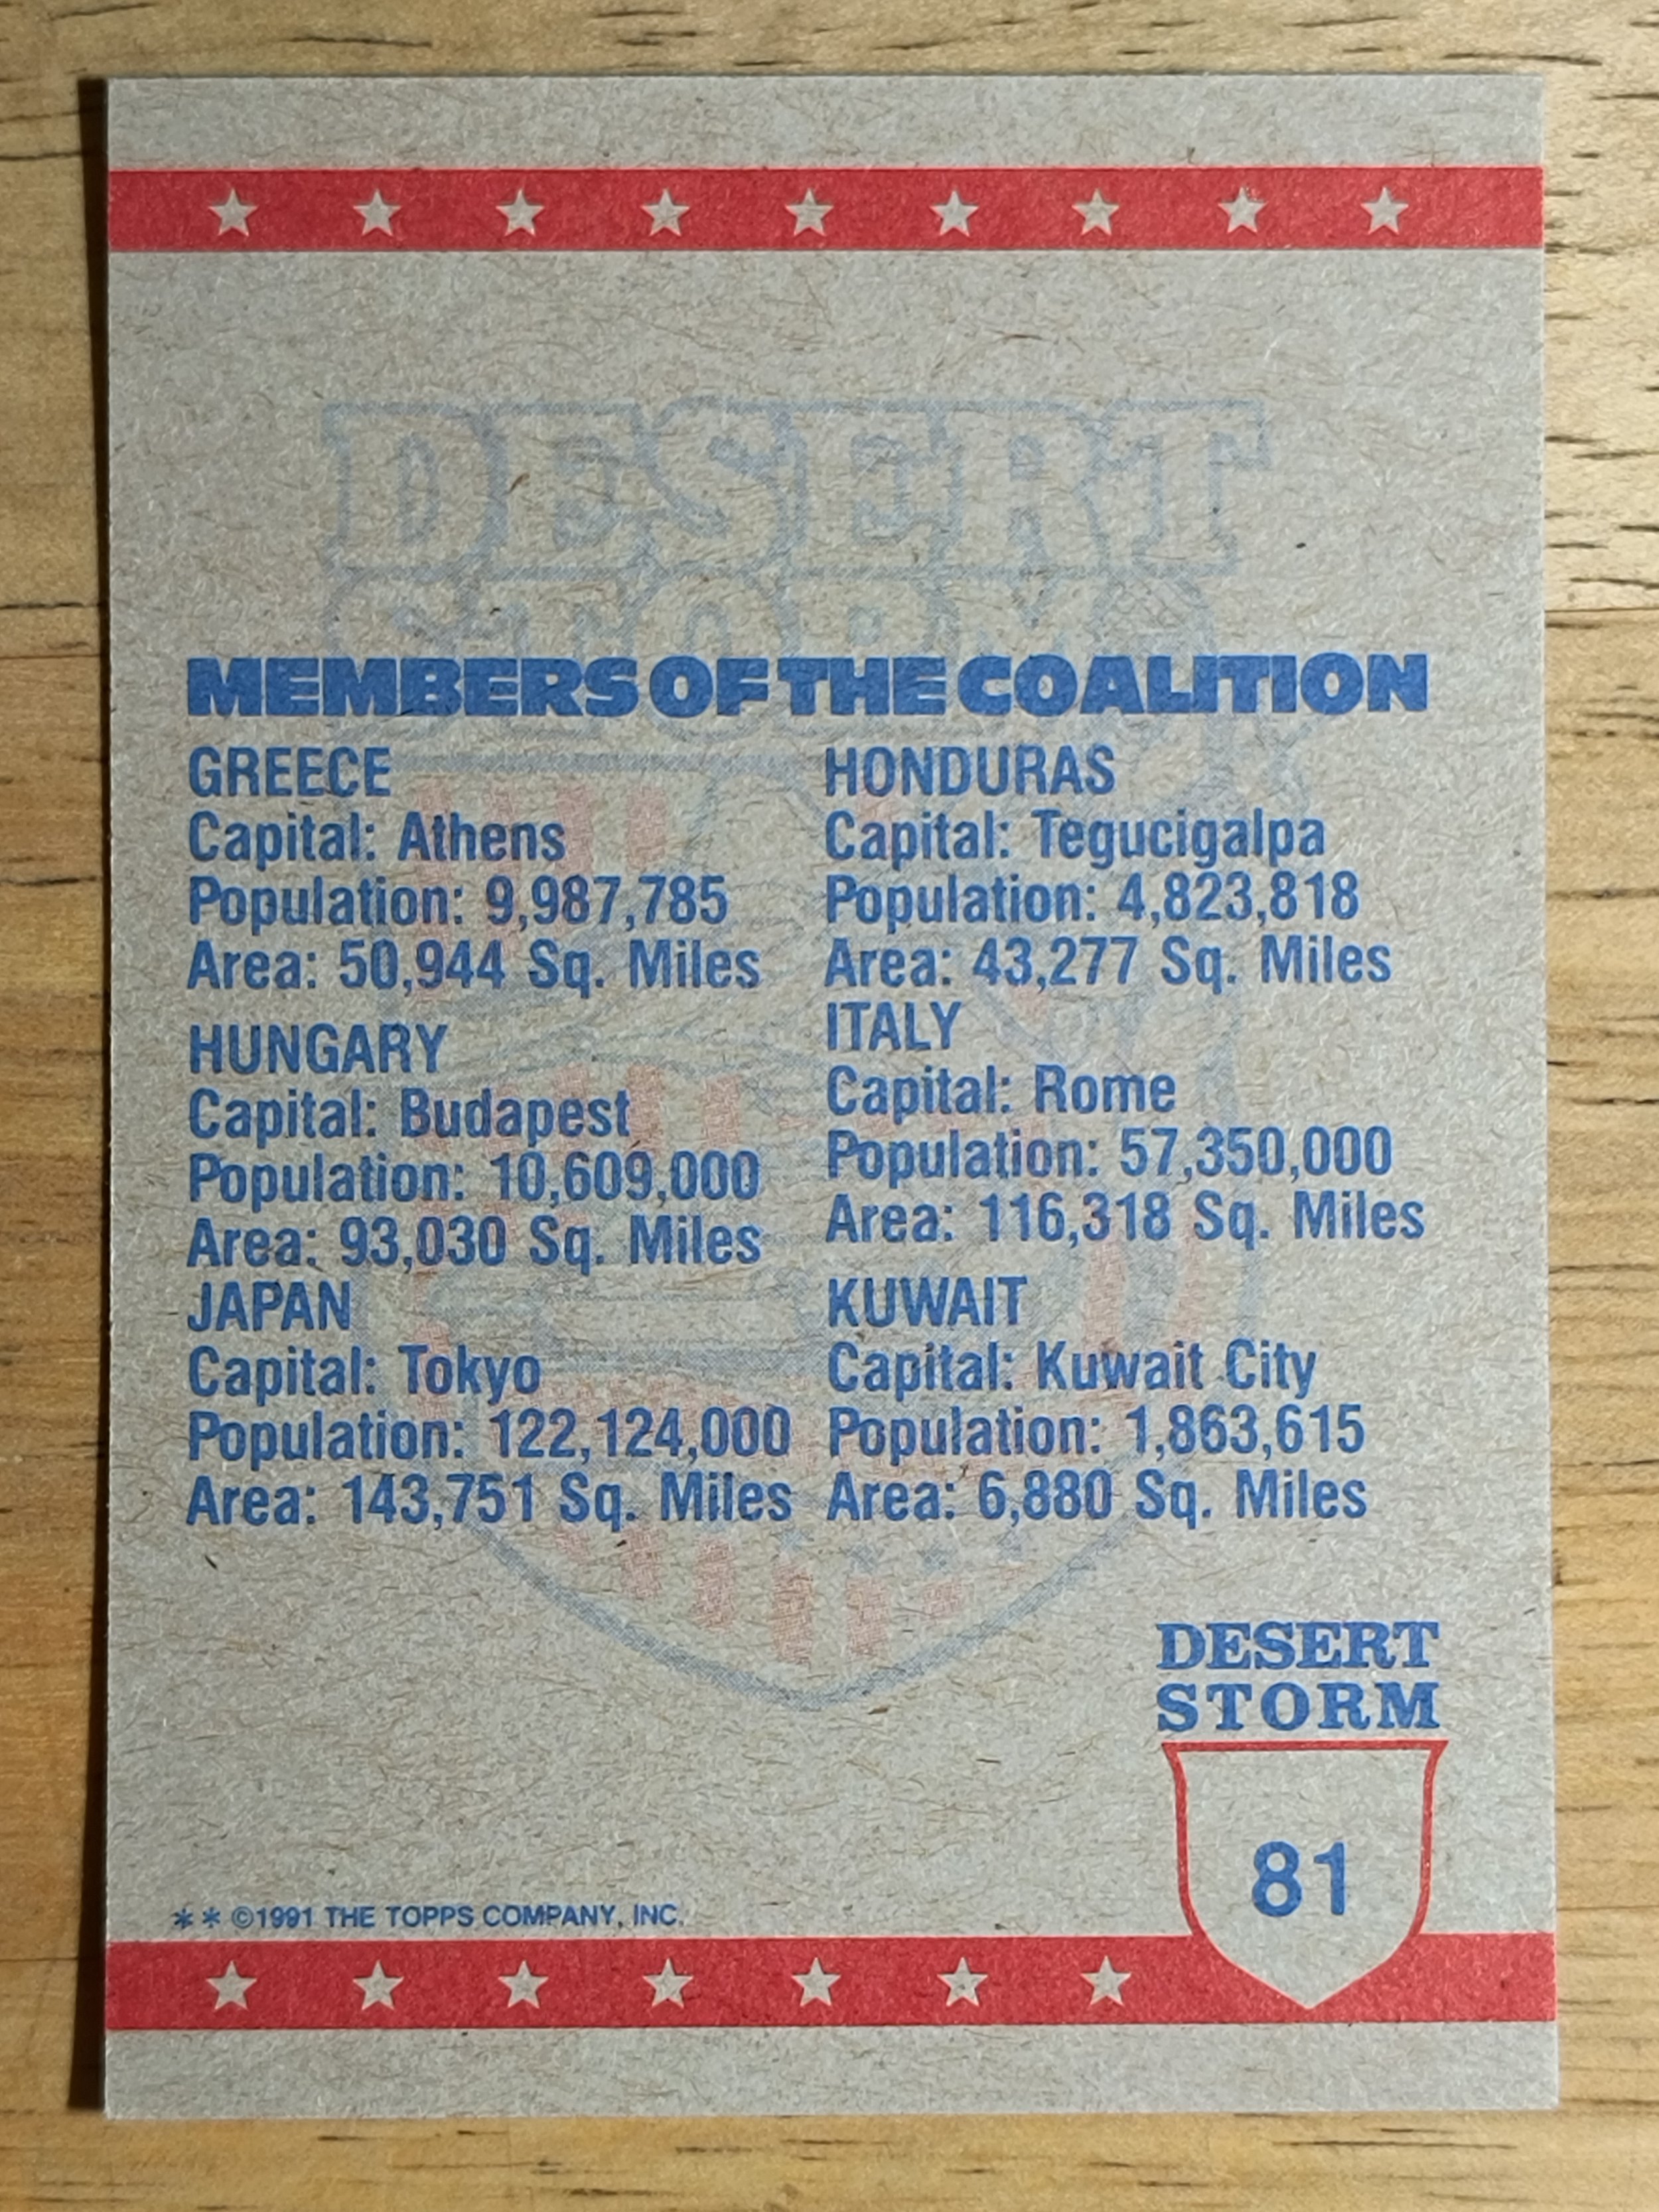 DESERT
STORM
MEMBERS OF THE COALITION
GREECE
Capital: Athens
Population: 9,987,785
Area: 50,944 Sq. Miles
HUNGARY
Capital: Budapest
Population: 10,609,000
Area: 93,030 Sq. Miles
JAPAN
Capital: Tokyo
Population: 122,124,000
Area: 143,751 Sq. Miles
HONDURAS
Capital: Tegucigalpa
Population: 4,823,818
Area: 43,277 Sq. Miles
ITALY
Capital: Rome
Population: 57,350,000
Area: 116,318 Sq. Miles
KUWAIT
Capital: Kuwait City
Population: 1,863,615
Area: 6,880 Sq. Miles
DESERT
STORM
81
** ©1991 THE TOPPS COMPANY, INC.